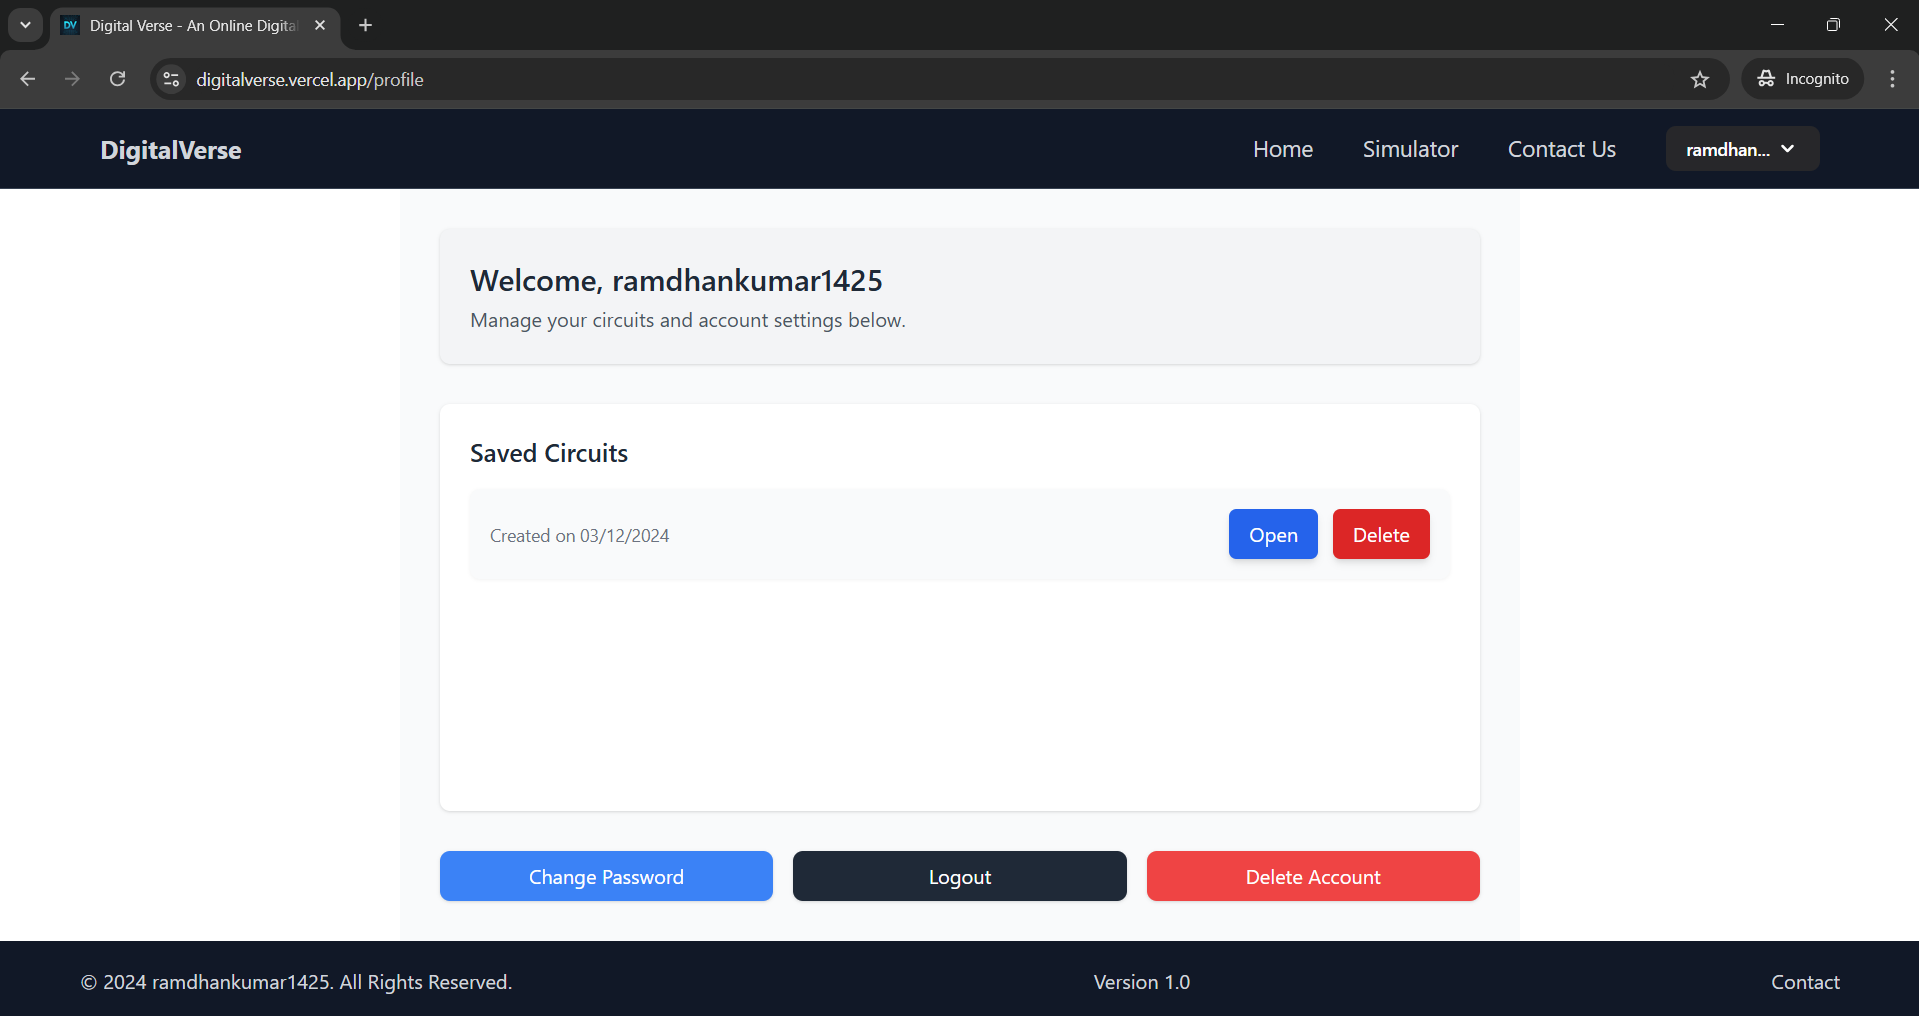 DV Digital Verse - An Online Digita
digitalverse.vercel.app/profile
Incognito
DigitalVerse
Home
Simulator
Contact Us
ramdhan...
Welcome, ramdhankumar1425
Manage your circuits and account settings below.
Saved Circuits
Created on 03/12/2024
Open
Delete
Change Password
Logout
Delete Account
© 2024 ramdhankumar1425. All Rights Reserved.
Version 1.0
Contact